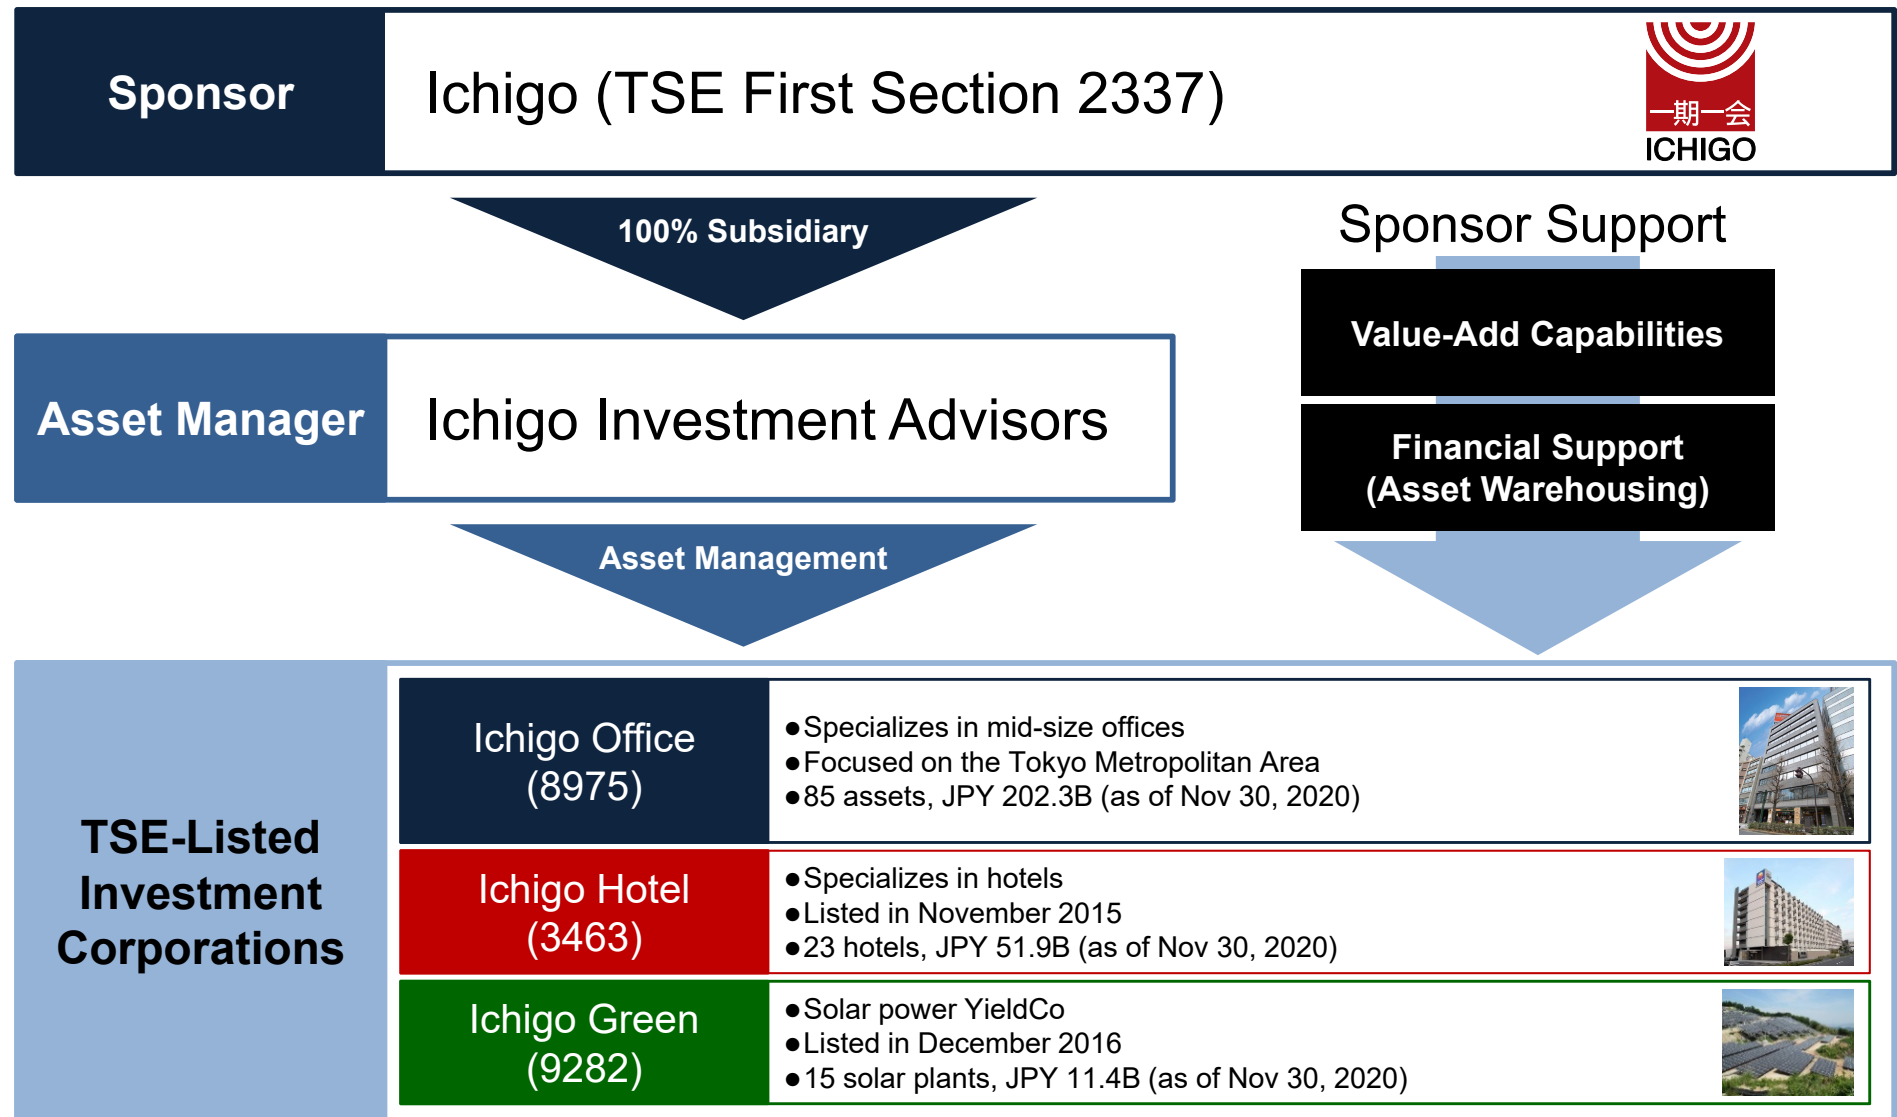 Sponsor
Ichigo (TSE First Section 2337)
一期一会
ICHIGO
100% Subsidiary
Sponsor Support
Value-Add Capabilities
Financial Support
(Asset Warehousing)
Asset Manager
Ichigo Investment Advisors
Asset Management
TSE-Listed
Investment
Corporations
Ichigo Office
(8975)
●Specializes in mid-size offices
●Focused on the Tokyo Metropolitan Area
●85 assets, JPY 202.3B (as of Nov 30, 2020)
Ichigo Hotel
(3463)
●Specializes in hotels
●Listed in November 2015
●23 hotels, JPY 51.9B (as of Nov 30, 2020)
Ichigo Green
(9282)
●Solar power YieldCo
●Listed in December 2016
●15 solar plants, JPY 11.4B (as of Nov 30, 2020)